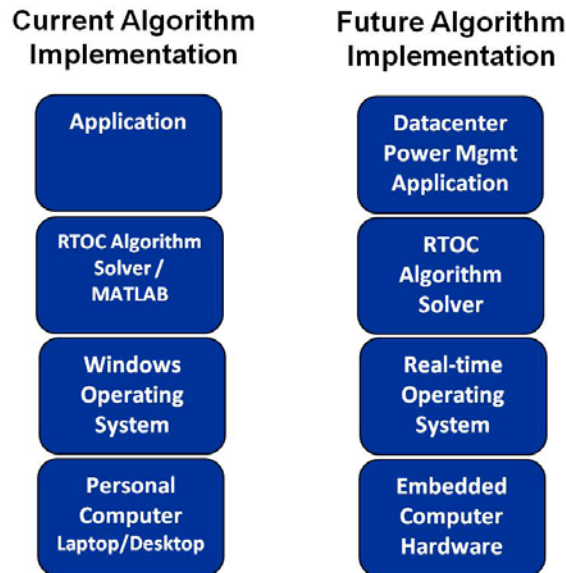 Current Algorithm
Implementation
Application
RTOC Algorithm
Solver /
MATLAB
Windows
Operating
System
Personal
Computer
Laptop/Desktop
Future Algorithm
Implementation
Datacenter
Power Mgmt
Application
RTOC
Algorithm
Solver
Real-time
Operating
System
Embedded
Computer
Hardware